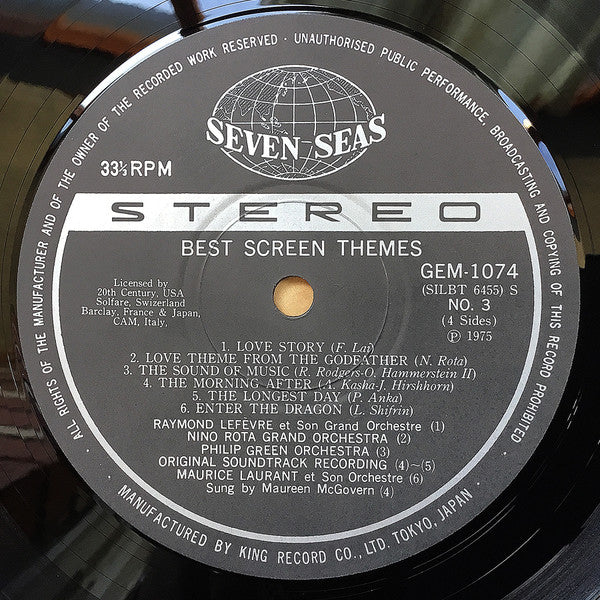 ALL RIGHTS OF THE MANUFACTURER AND OF THE OWNER OF THE RECORDED WORK RESERVED · UNAUTHORISED PUBLIC PERFORMANCE, BROADCASTING AND COPYING OF THIS RECORD PROHIBITED
SEVEN SEAS
33⅓ RPM
STEREO
BEST SCREEN THEMES
GEM-1074
(SILBT 6455) S
NO. 3
(4 Sides)
Ⓟ 1975
Licensed by
20th Century, USA
Solfare, Swizerland
Barclay, France & Japan,
CAM, Italy,
1. LOVE STORY (F. Lai)
2. LOVE THEME FROM THE GODFATHER (N. Rota)
3. THE SOUND OF MUSIC (R. Rodgers-O. Hammerstein II)
4. THE MORNING AFTER (A. Kasha-J. Hirshhorn)
5. THE LONGEST DAY (P. Anka)
6. ENTER THE DRAGON (L. Shifrin)
RAYMOND LEFÈVRE et Son Grand Orchestre (1)
NINO ROTA GRAND ORCHESTRA (2)
PHILIP GREEN ORCHESTRA (3)
ORIGINAL SOUNDTRACK RECORDING (4)~(5)
MAURICE LAURANT et Son Orchestre (6)
Sung by Maureen McGovern (4)
· MANUFACTURED BY KING RECORD CO., LTD. TOKYO, JAPAN ·